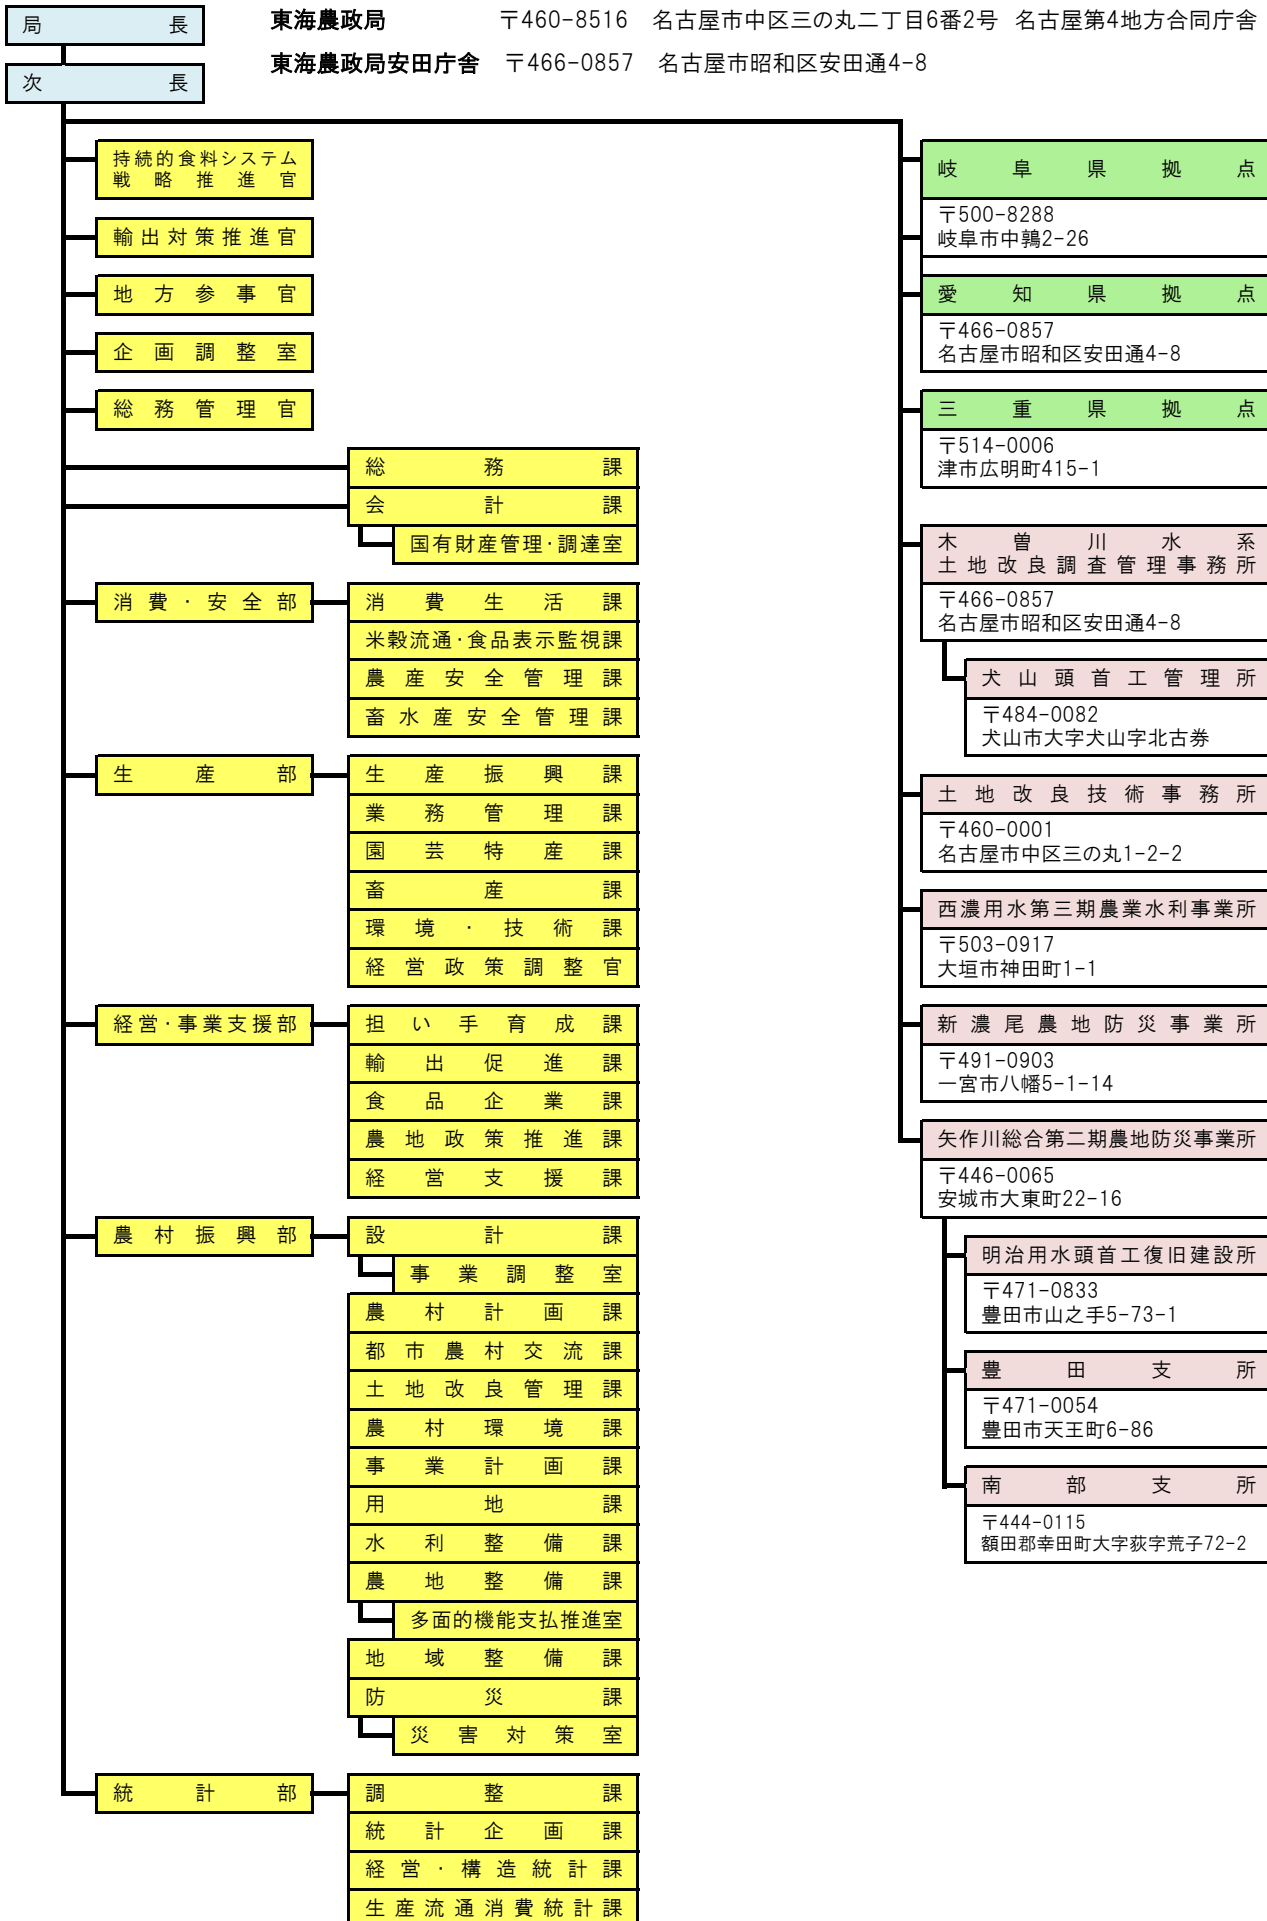 局長
東海農政局 〒460-8516 名古屋市中区三の丸二丁目6番2号 名古屋第4地方合同庁舎
次長
東海農政局安田庁舎 〒466-0857 名古屋市昭和区安田通4-8
持続的食料システム
戦略推進官
輸出対策推進官
地方参事官
企画調整室
総務管理官
総務課
会計課
国有財産管理・調達室
消費・安全部
消費生活課
米穀流通・食品表示監視課
農産安全管理課
畜水産安全管理課
生産部
生産振興課
業務管理課
園芸特産課
畜産課
環境・技術課
経営政策調整官
経営・事業支援部
担い手育成課
輸出促進課
食品企業課
農地政策推進課
経営支援課
農村振興部
設計課
事業調整室
農村計画課
都市農村交流課
土地改良管理課
農村環境課
事業計画課
用地課
水利整備課
農地整備課
多面的機能支払推進室
地域整備課
防災課
災害対策室
統計部
調整課
統計企画課
経営・構造統計課
生産流通消費統計課
岐阜県拠点
〒500-8288
岐阜市中鶉2-26
愛知県拠点
〒466-0857
名古屋市昭和区安田通4-8
三重県拠点
〒514-0006
津市広明町415-1
木曽川水系
土地改良調査管理事務所
〒466-0857
名古屋市昭和区安田通4-8
犬山頭首工管理所
〒484-0082
犬山市大字犬山字北古券
土地改良技術事務所
〒460-0001
名古屋市中区三の丸1-2-2
西濃用水第三期農業水利事業所
〒503-0917
大垣市神田町1-1
新濃尾農地防災事業所
〒491-0903
一宮市八幡5-1-14
矢作川総合第二期農地防災事業所
〒446-0065
安城市大東町22-16
明治用水頭首工復旧建設所
〒471-0833
豊田市山之手5-73-1
豊田支所
〒471-0054
豊田市天王町6-86
南部支所
〒444-0115
額田郡幸田町大字荻字荒子72-2